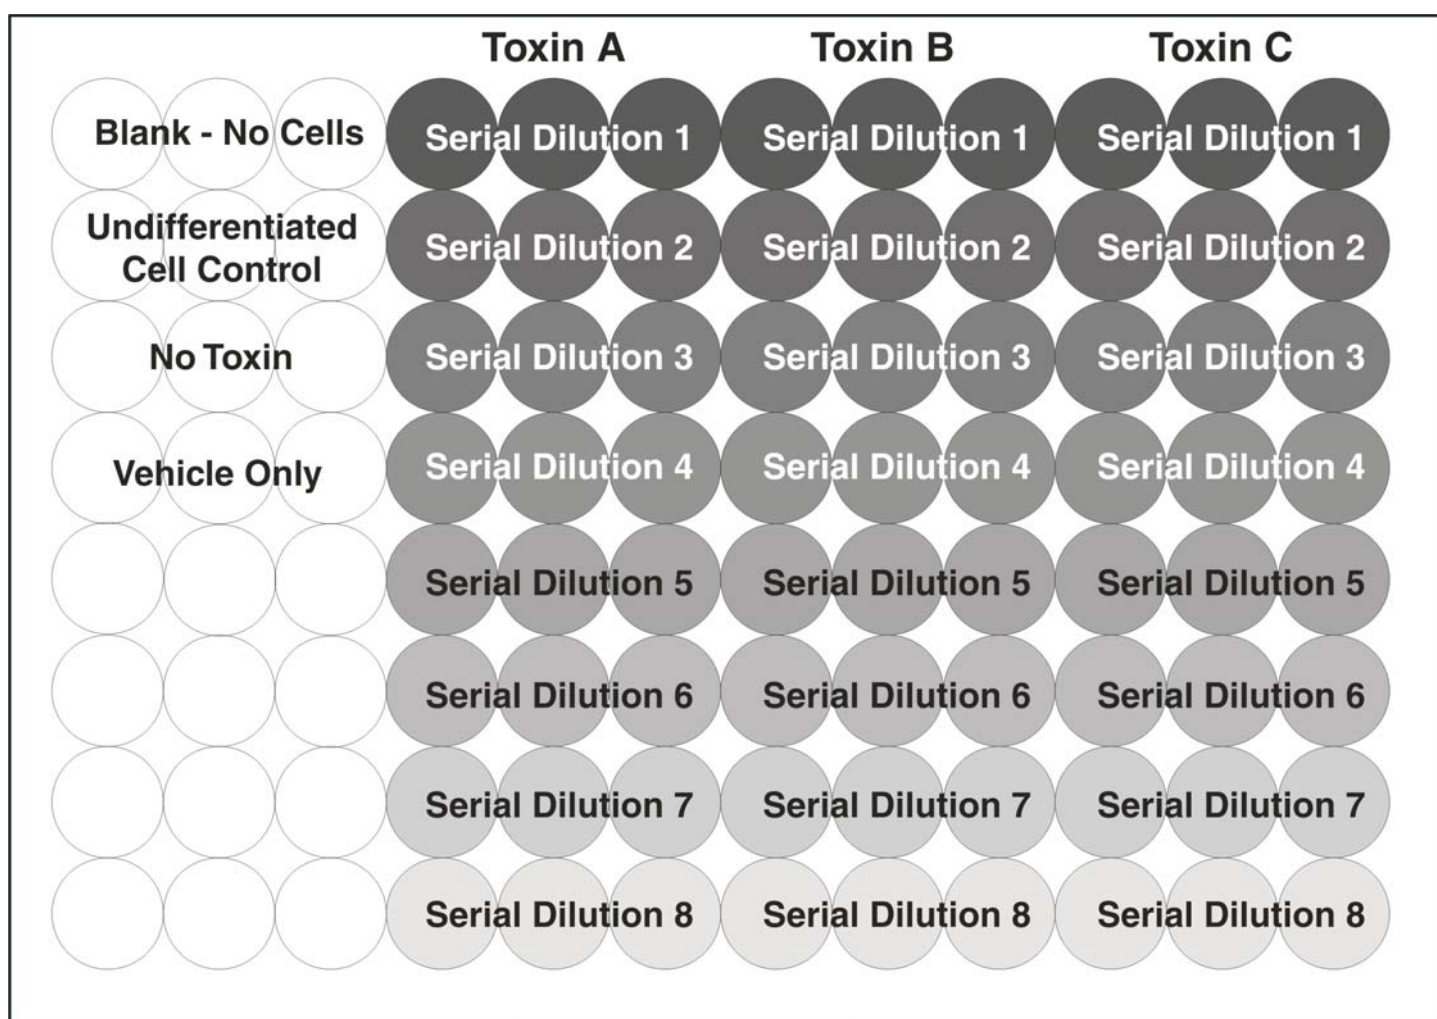 Toxin A Toxin B Toxin C
Blank - No Cells Serial Dilution 1 Serial Dilution 1 Serial Dilution 1
Undifferentiated
Cell Control Serial Dilution 2 Serial Dilution 2 Serial Dilution 2
No Toxin Serial Dilution 3 Serial Dilution 3 Serial Dilution 3
Vehicle Only Serial Dilution 4 Serial Dilution 4 Serial Dilution 4
Serial Dilution 5 Serial Dilution 5 Serial Dilution 5
Serial Dilution 6 Serial Dilution 6 Serial Dilution 6
Serial Dilution 7 Serial Dilution 7 Serial Dilution 7
Serial Dilution 8 Serial Dilution 8 Serial Dilution 8